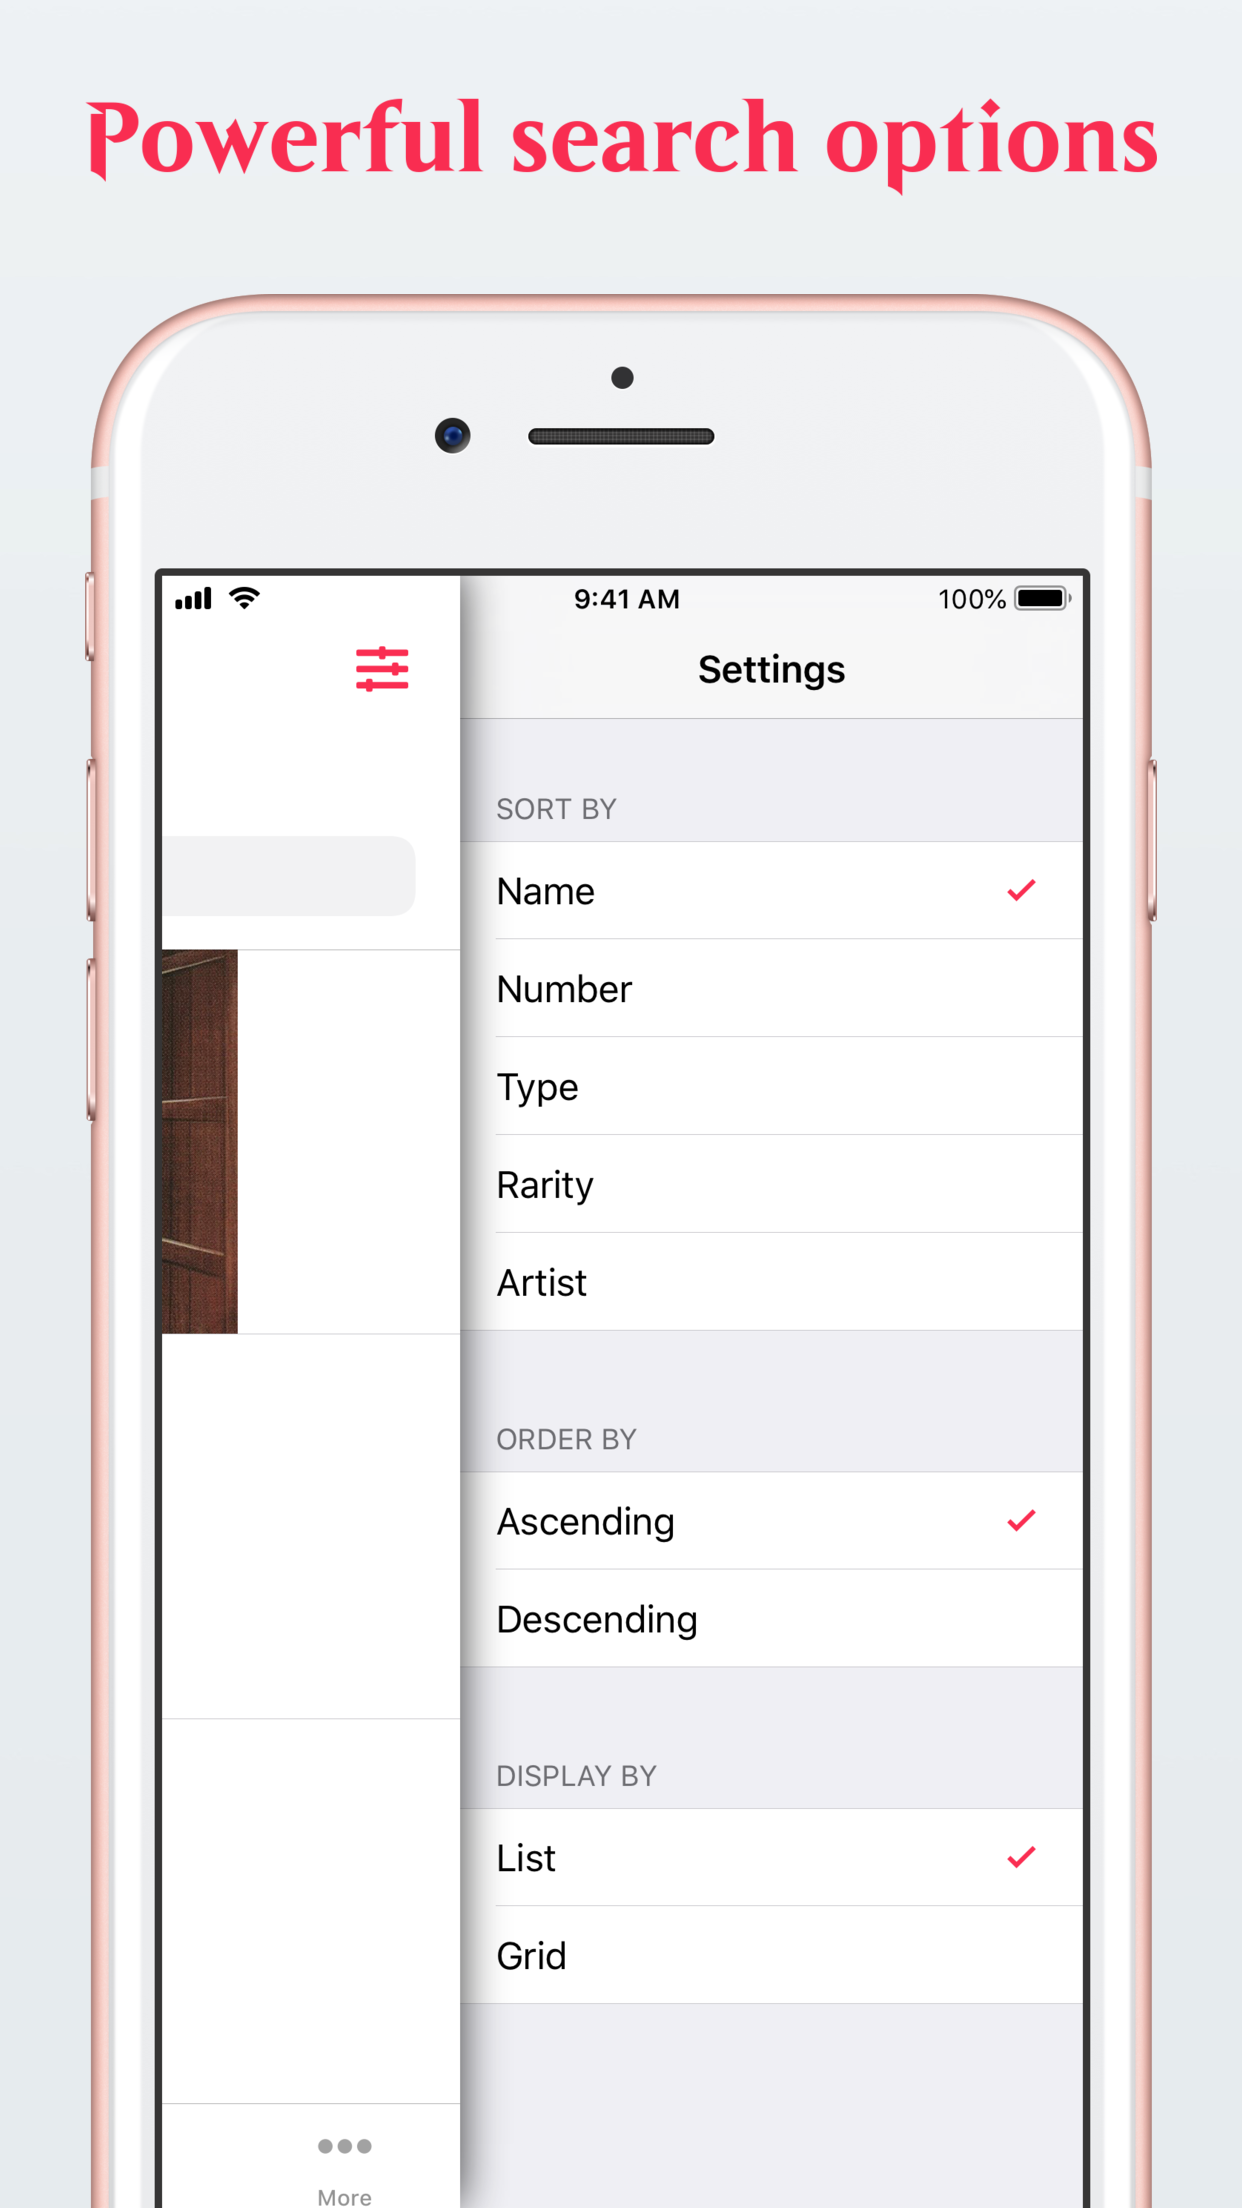 Powerful search options
9:41 AM
100%
Settings
SORT BY
Name
Number
Type
Rarity
Artist
ORDER BY
Ascending
Descending
DISPLAY BY
List
Grid
More